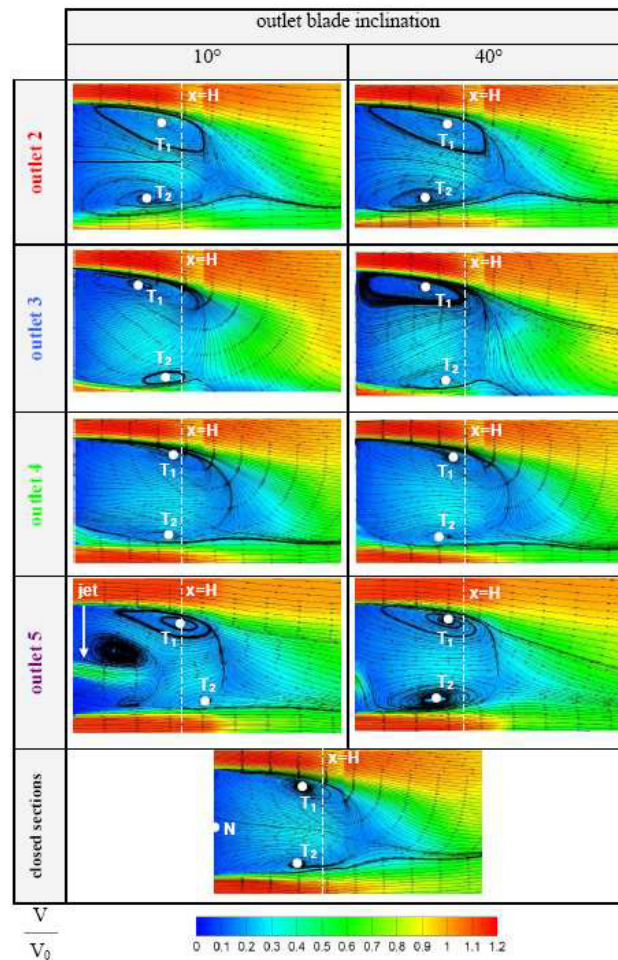 outlet blade inclination
10° 40°
outlet 2
x=H
T1
T2
x=H
T1
T2
outlet 3
x=H
T1
T2
x=H
T1
T2
outlet 4
x=H
T1
T2
x=H
T1
T2
outlet 5
jet
x=H
T1
T2
x=H
T1
T2
closed sections
x=H
T1
N
T2
V
V0
0 0.1 0.2 0.3 0.4 0.5 0.6 0.7 0.8 0.9 1 1.1 1.2